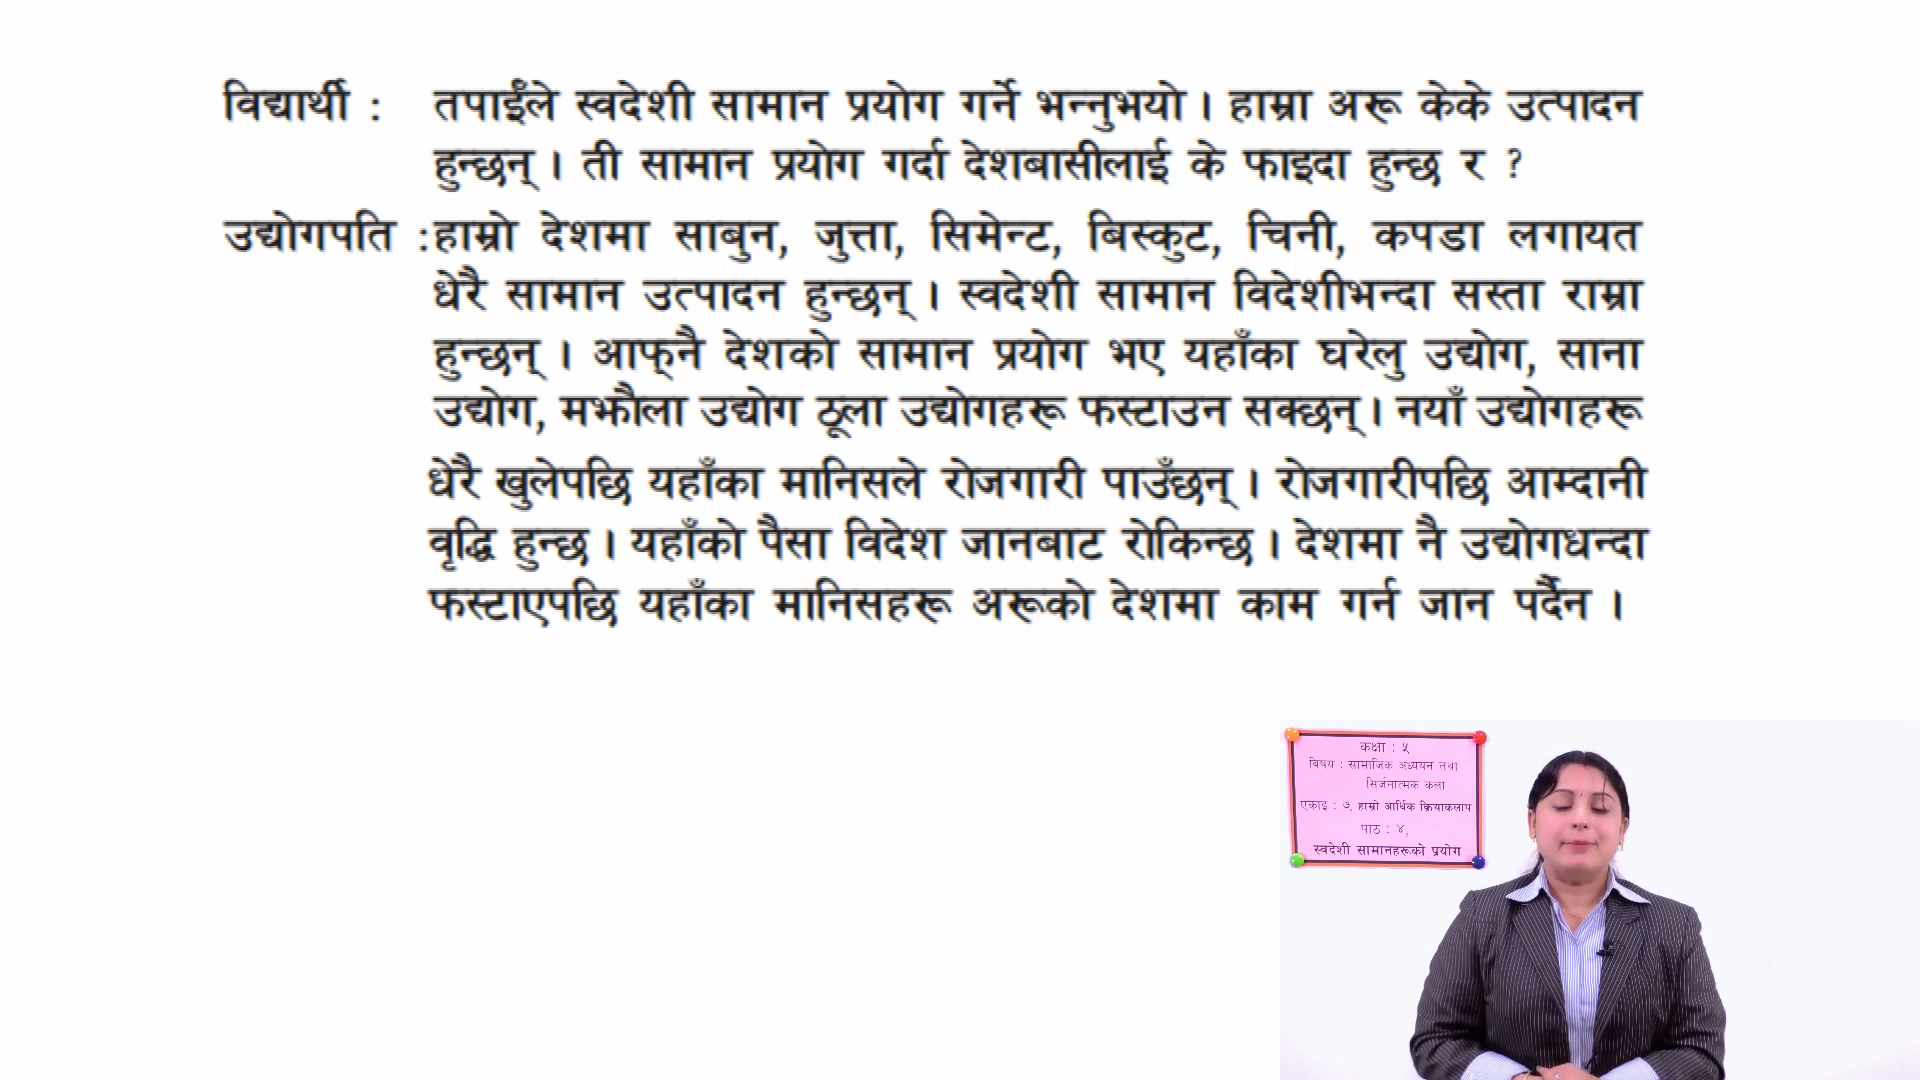 विद्यार्थी : तपाईंले स्वदेशी सामान प्रयोग गर्ने भन्नुभयो । हाम्रा अरू केके उत्पादन
हुन्छन् । ती सामान प्रयोग गर्दा देशबासीलाई के फाइदा हुन्छ र ?
उद्योगपति :हाम्रो देशमा साबुन, जुत्ता, सिमेन्ट, बिस्कुट, चिनी, कपडा लगायत
धेरै सामान उत्पादन हुन्छन् । स्वदेशी सामान विदेशीभन्दा सस्ता राम्रा
हुन्छन् । आफ्‌नै देशको सामान प्रयोग भए यहाँका घरेलु उद्योग, साना
उद्योग, मझौला उद्योग ठूला उद्योगहरू फस्टाउन सक्छन् । नयाँ उद्योगहरू
धेरै खुलेपछि यहाँका मानिसले रोजगारी पाउँछन् । रोजगारीपछि आम्दानी
वृद्धि हुन्छ । यहाँको पैसा विदेश जानबाट रोकिन्छ । देशमा नै उद्योगधन्दा
फस्टाएपछि यहाँका मानिसहरू अरूको देशमा काम गर्न जान पर्दैन ।
कक्षा : ५
विषय : सामाजिक अध्ययन तथा
सिर्जनात्मक कला
एकाइ : ७, हाम्रो आर्थिक क्रियाकलाप
पाठ : ४,
स्वदेशी सामानहरूको प्रयोग